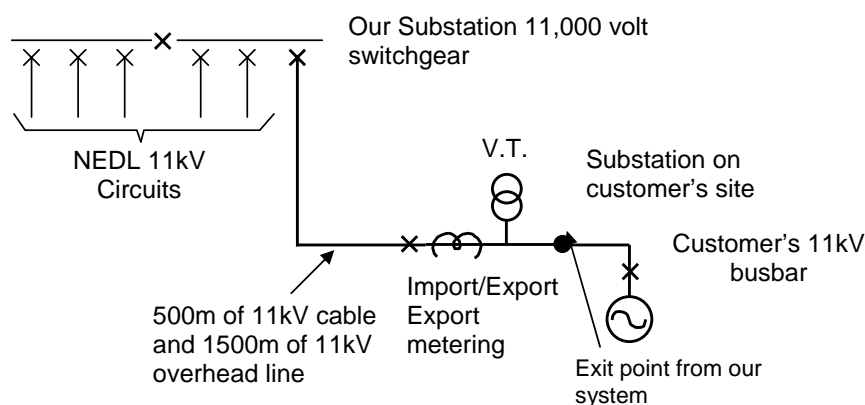 Our Substation 11,000 volt
switchgear
NEDL 11kV
Circuits
V.T.
Substation on
customer’s site
Customer’s 11kV
busbar
Import/Export
Export
metering
500m of 11kV cable
and 1500m of 11kV
overhead line
Exit point from our
system